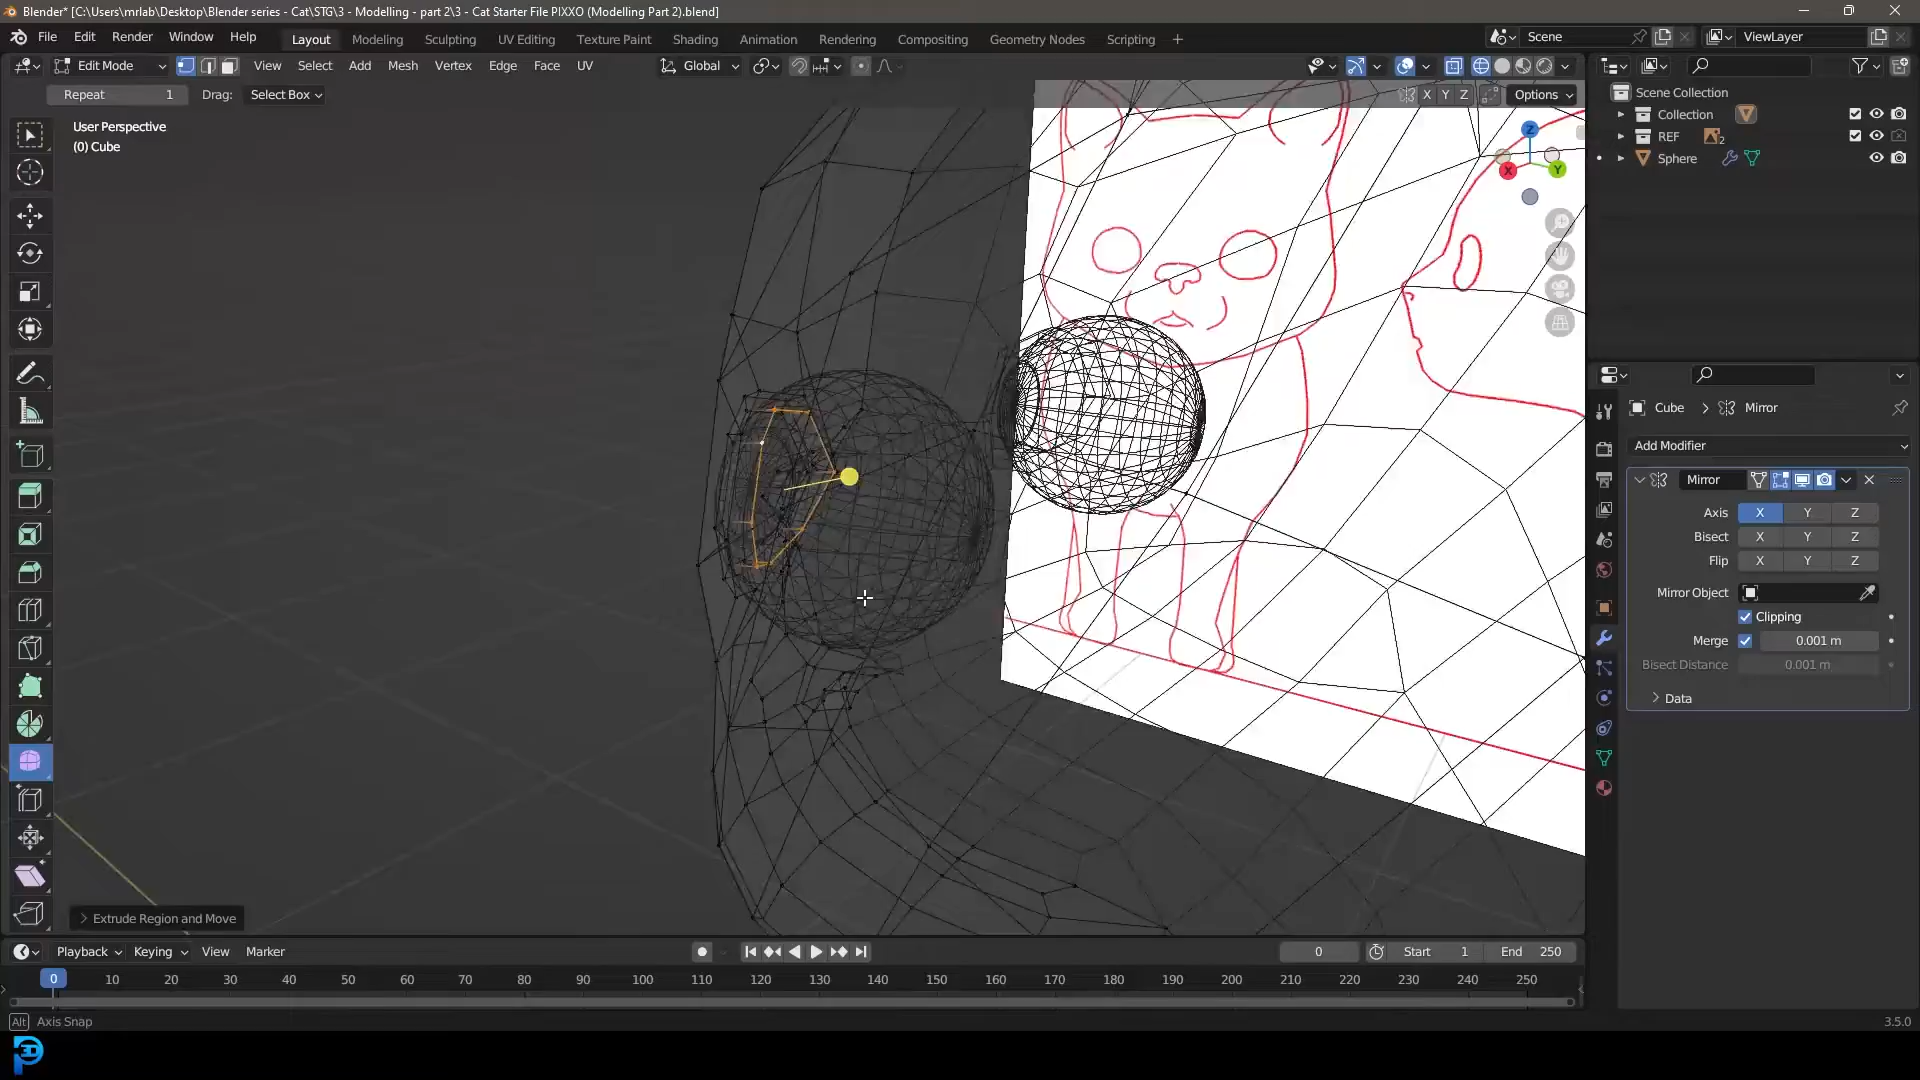 Blender* [C:\Users\mrlab\Desktop\Blender series - Cat\STG\3 - Modelling - part 2\3 - Cat Starter File PIXXO (Modelling Part 2).blend]
File Edit Render Window Help Layout Modeling Sculpting UV Editing Texture Paint Shading Animation Rendering Compositing Geometry Nodes Scripting + Scene ViewLayer
Edit Mode View Select Add Mesh Vertex Edge Face UV Global
Repeat 1 Drag: Select Box X Y Z Options
User Perspective
(0) Cube
Z
X
Y
Scene Collection
Collection
REF 2
Sphere
Cube > Mirror
Add Modifier
Mirror
Axis X Y Z
Bisect X Y Z
Flip X Y Z
Mirror Object
Clipping
Merge 0.001 m
Bisect Distance 0.001 m
> Data
> Extrude Region and Move
Playback Keying View Marker 0 Start 1 End 250
0 10 20 30 40 50 60 70 80 90 100 110 120 130 140 150 160 170 180 190 200 210 220 230 240 250
Alt Axis Snap
3.5.0